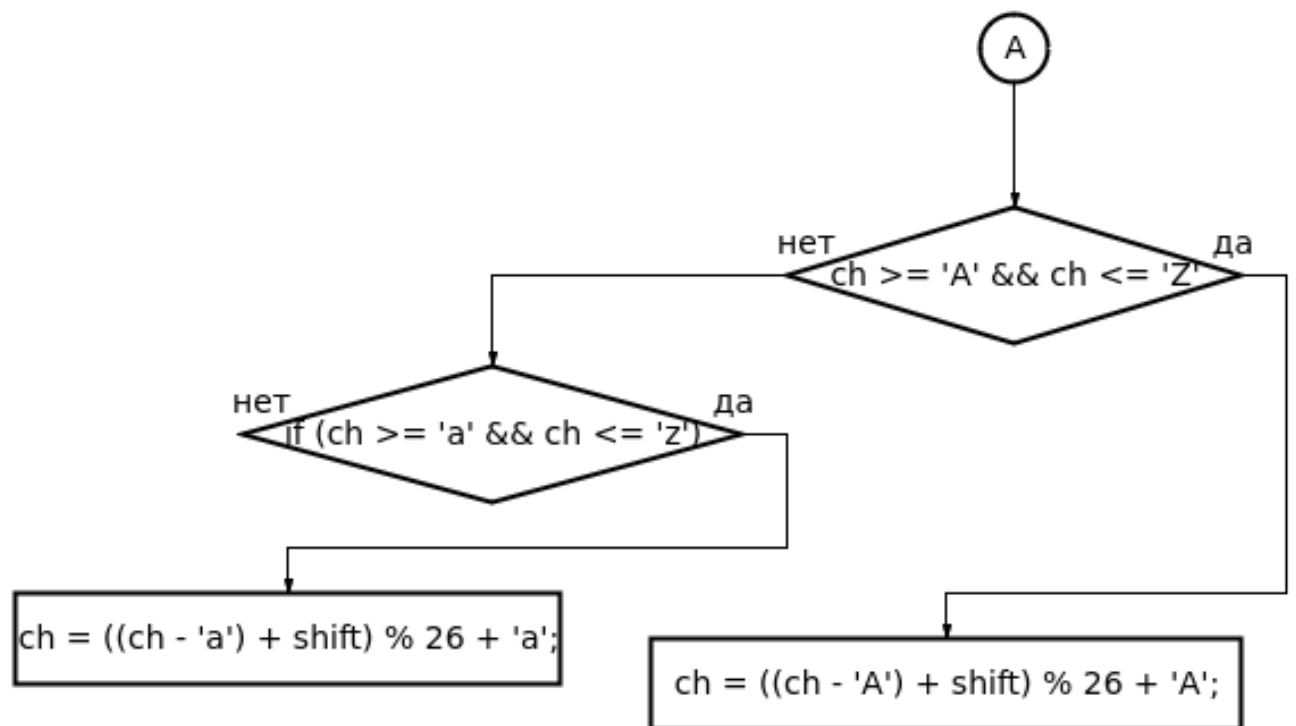 A
нет
да
ch >= 'A' && ch <= 'Z'
нет
да
if (ch >= 'a' && ch <= 'z')
ch = ((ch - 'a') + shift) % 26 + 'a';
ch = ((ch - 'A') + shift) % 26 + 'A';